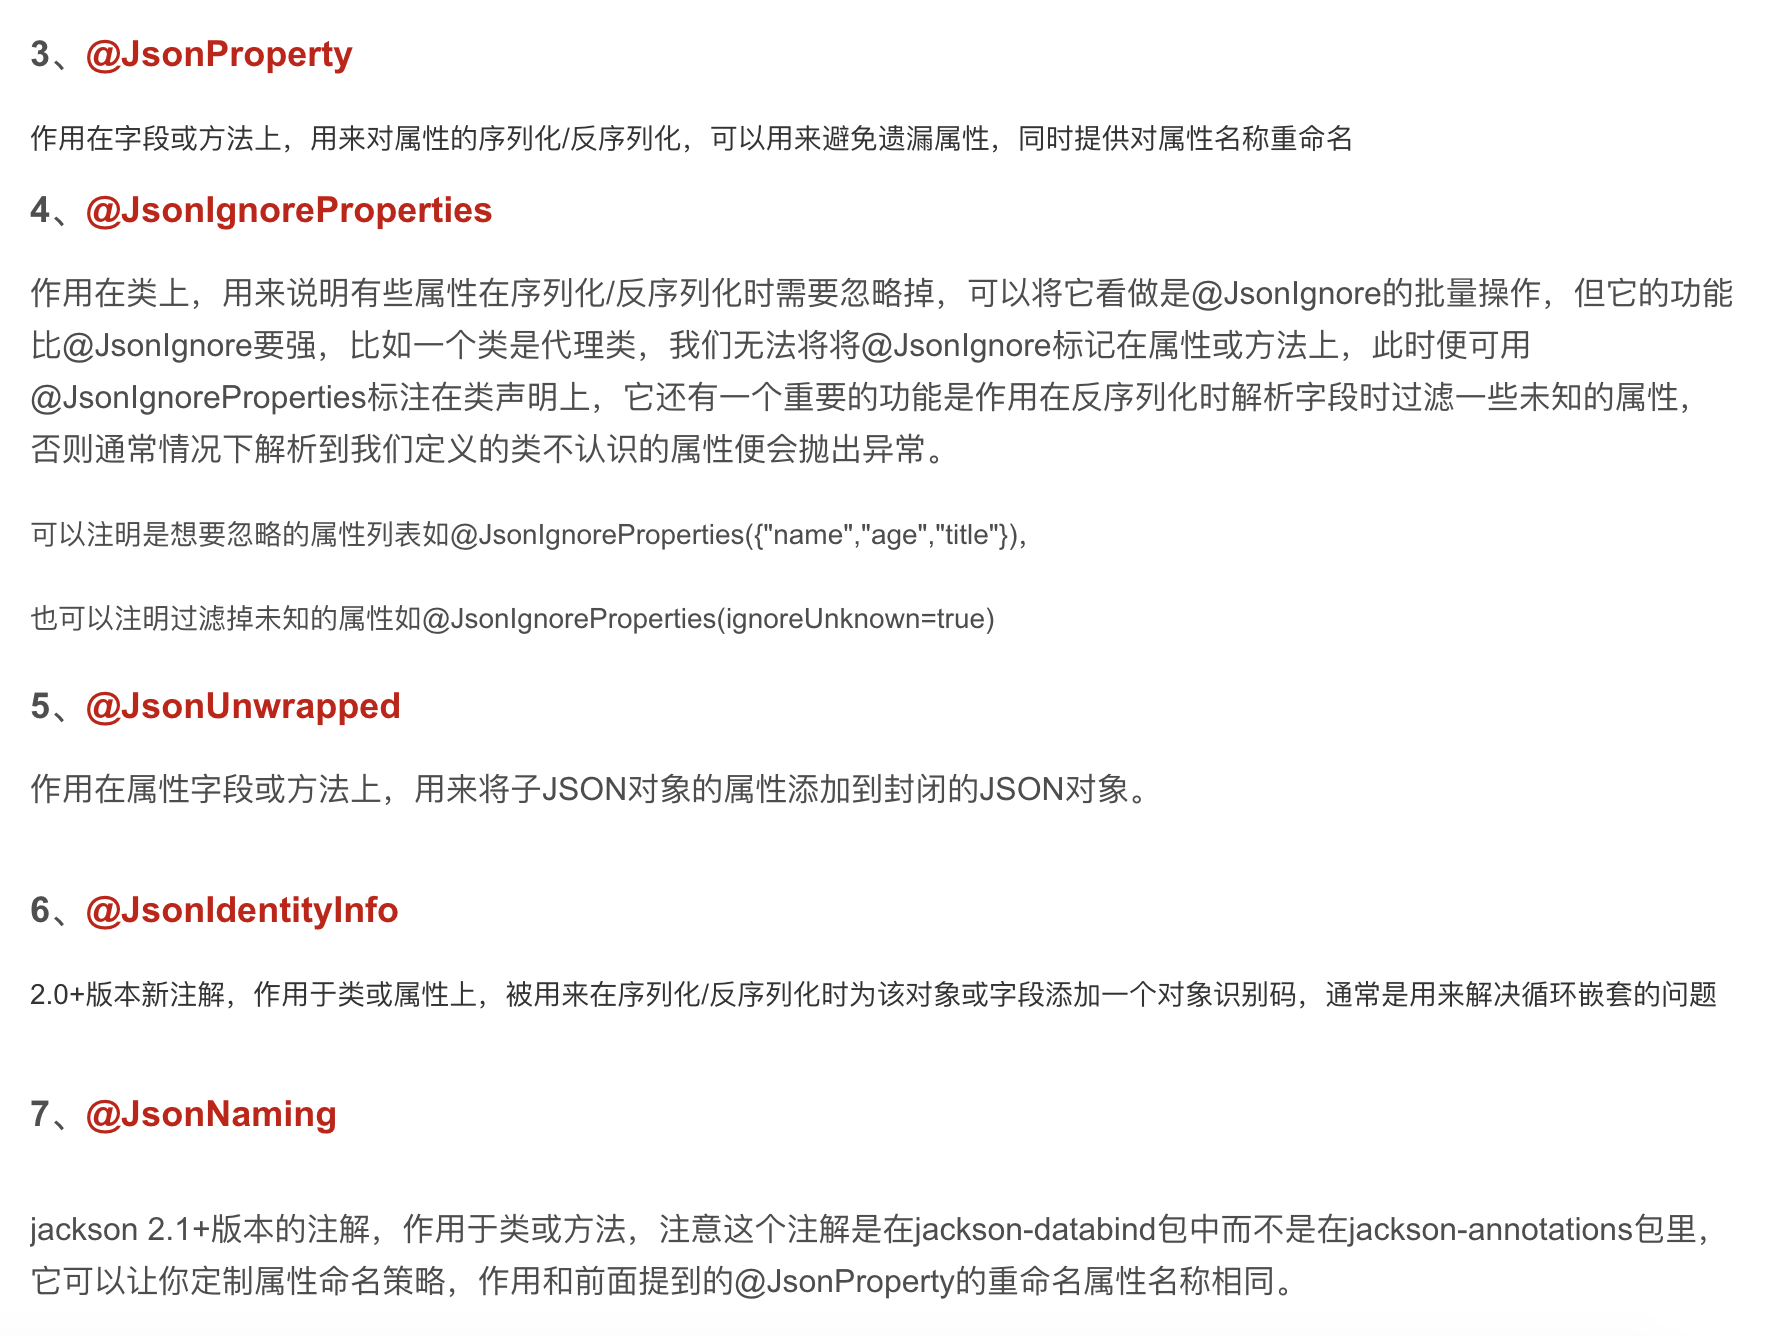 3、@JsonProperty
作用在字段或方法上，用来对属性的序列化/反序列化，可以用来避免遗漏属性，同时提供对属性名称重命名
4、@JsonIgnoreProperties
作用在类上，用来说明有些属性在序列化/反序列化时需要忽略掉，可以将它看做是@JsonIgnore的批量操作，但它的功能
比@JsonIgnore要强，比如一个类是代理类，我们无法将将@JsonIgnore标记在属性或方法上，此时便可用
@JsonIgnoreProperties标注在类声明上，它还有一个重要的功能是作用在反序列化时解析字段时过滤一些未知的属性，
否则通常情况下解析到我们定义的类不认识的属性便会抛出异常。
可以注明是想要忽略的属性列表如@JsonIgnoreProperties({"name","age","title"}),
也可以注明过滤掉未知的属性如@JsonIgnoreProperties(ignoreUnknown=true)
5、@JsonUnwrapped
作用在属性字段或方法上，用来将子JSON对象的属性添加到封闭的JSON对象。
6、@JsonIdentityInfo
2.0+版本新注解，作用于类或属性上，被用来在序列化/反序列化时为该对象或字段添加一个对象识别码，通常是用来解决循环嵌套的问题
7、@JsonNaming
jackson 2.1+版本的注解，作用于类或方法，注意这个注解是在jackson-databind包中而不是在jackson-annotations包里，
它可以让你定制属性命名策略，作用和前面提到的@JsonProperty的重命名属性名称相同。